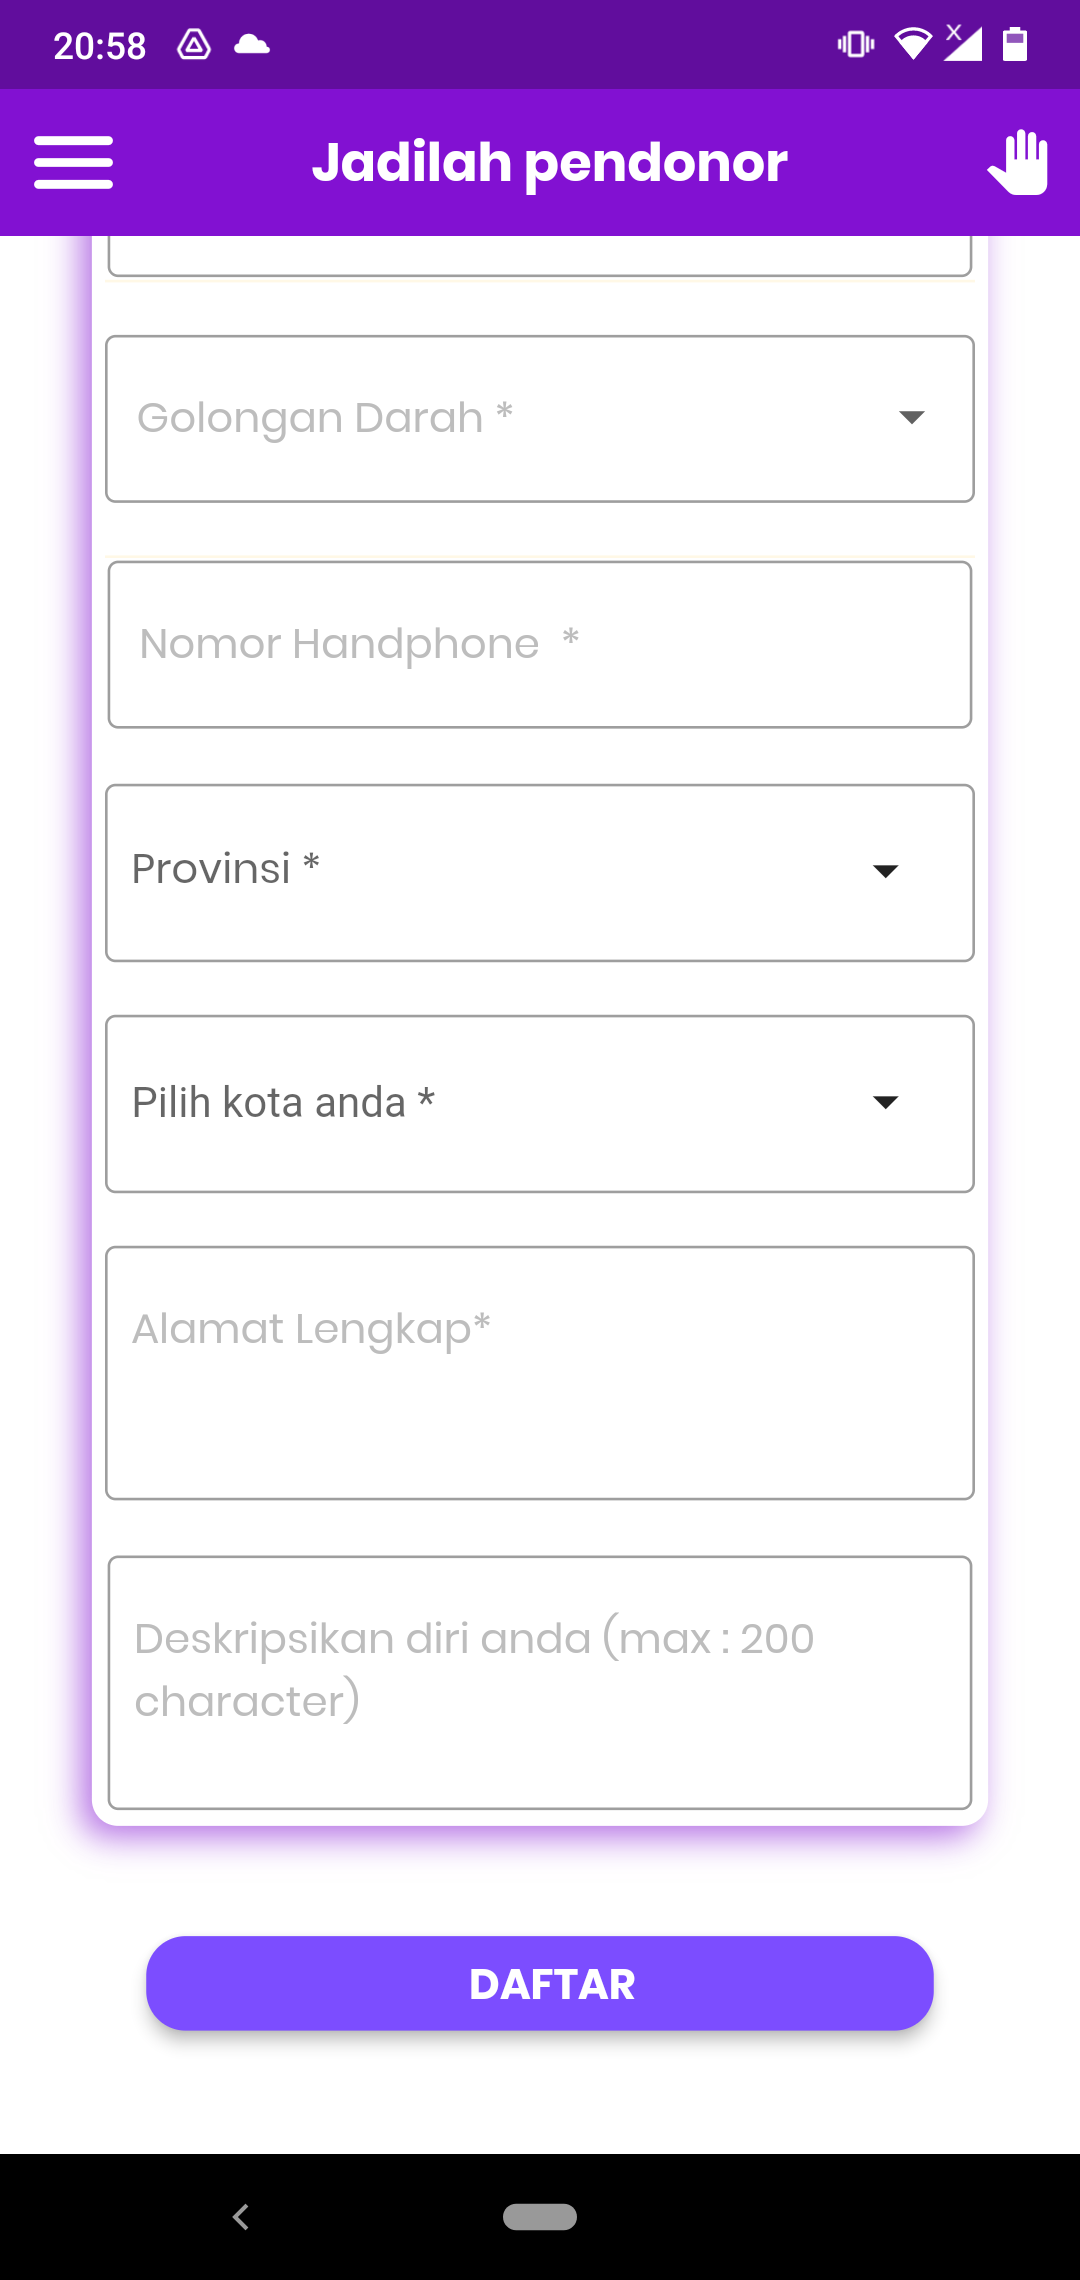 20:58
Jadilah pendonor
Golongan Darah *
Nomor Handphone  *
Provinsi *
Pilih kota anda *
Alamat Lengkap*
Deskripsikan diri anda (max : 200
character)
DAFTAR